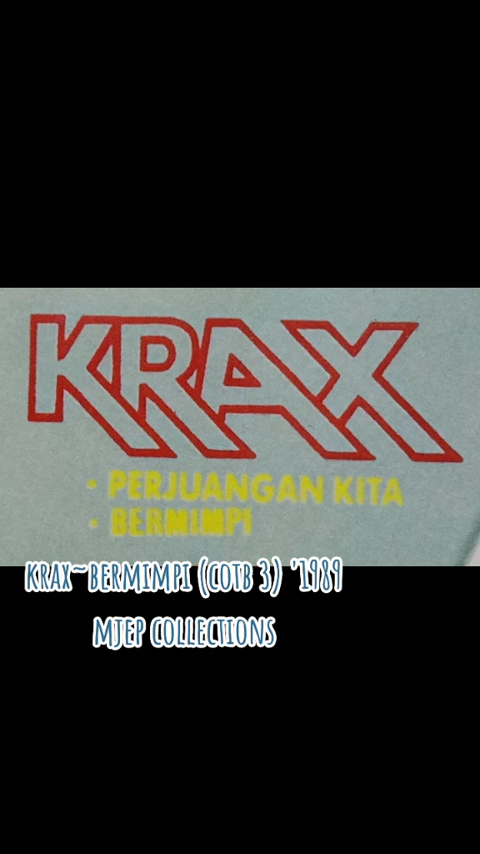 KRAX
• PERJUANGAN KITA
• BERMIMPI
KRAX~BERMIMPI (COTB 3) '1989
MJEP COLLECTIONS